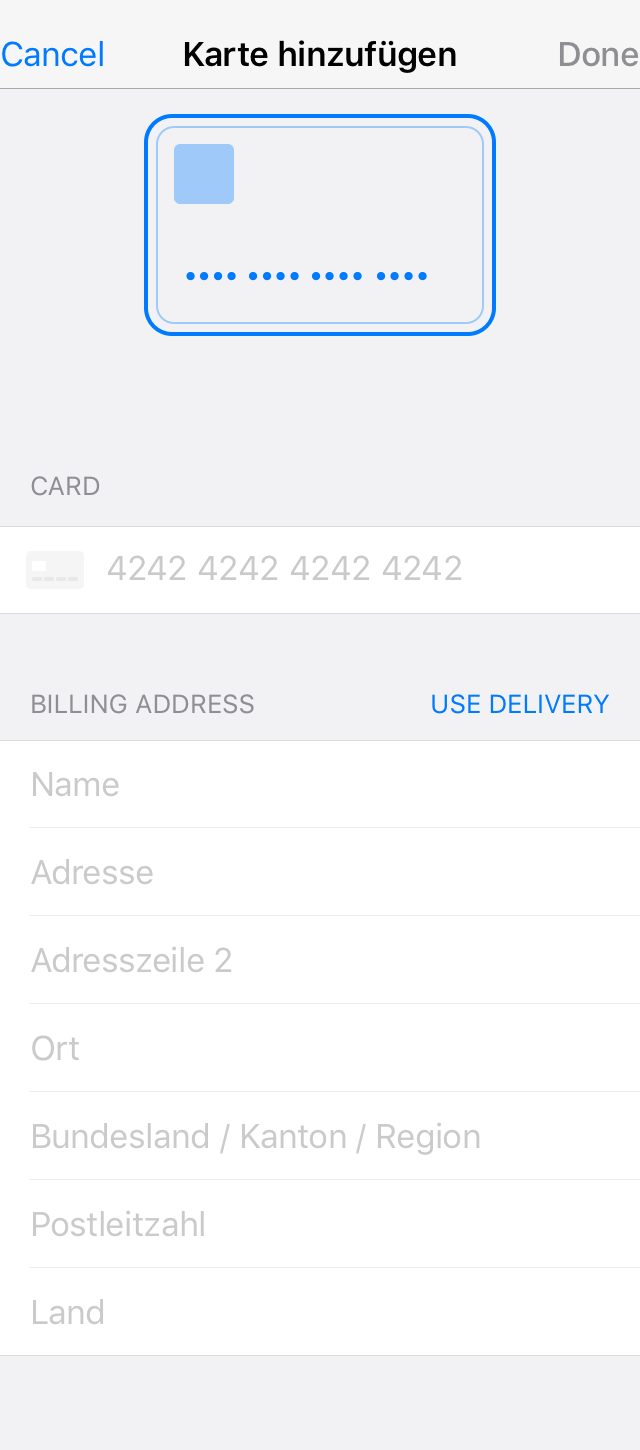 Cancel Karte hinzufügen Done
•••• •••• •••• ••••
CARD
4242 4242 4242 4242
BILLING ADDRESS USE DELIVERY
Name
Adresse
Adresszeile 2
Ort
Bundesland / Kanton / Region
Postleitzahl
Land